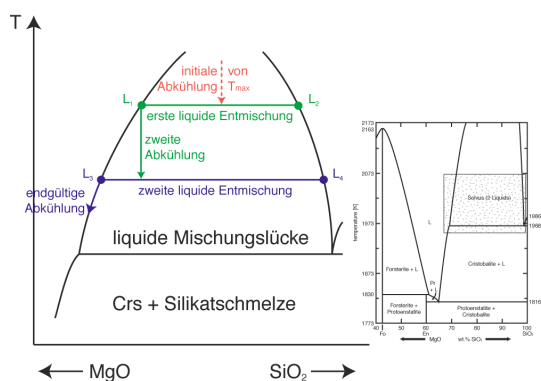 T
initiale von
Abkühlung Tmax
L₁
L₂
erste liquide Entmischung
zweite
Abkühlung
L₃
L₄
endgültige
Abkühlung
zweite liquide Entmischung
liquide Mischungslücke
Crs + Silikatschmelze
MgO
SiO₂
temperature [K]
2173
2163
2073
1973
1873
1830
1773
Solvus (2 Liquids)
L
1986
1968
Cristobalite + L
Forsterite + L
Pr
+ L
1816
Forsterite +
Protoenstatite
Protoenstatite +
Cristobalite
40 50 60 70 80 90 100
Fo En SiO₂
MgO wt.% SiO₂